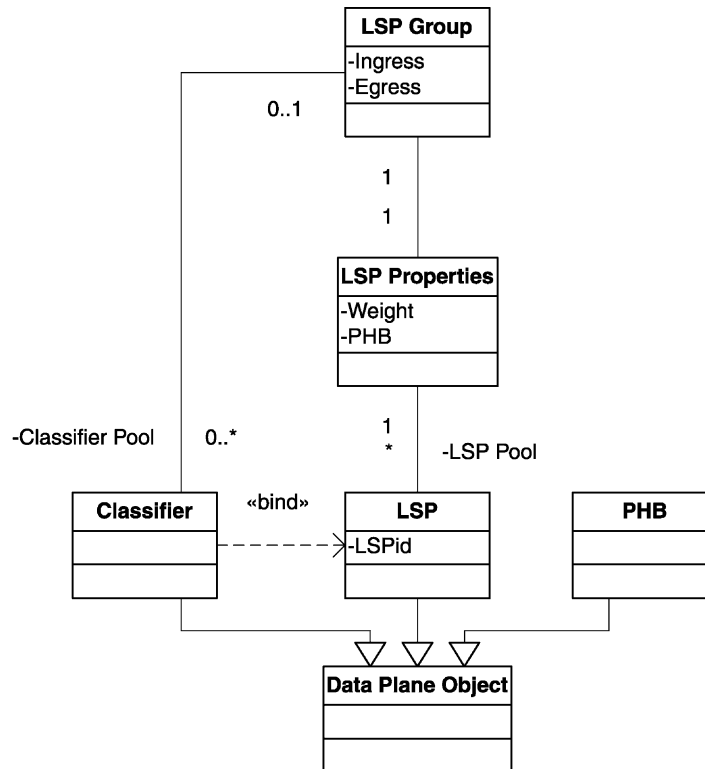 LSP Group
-Ingress
-Egress
0..1
1
1
LSP Properties
-Weight
-PHB
-Classifier Pool
0..*
1
*
-LSP Pool
Classifier
«bind»
LSP
-LSPid
PHB
Data Plane Object